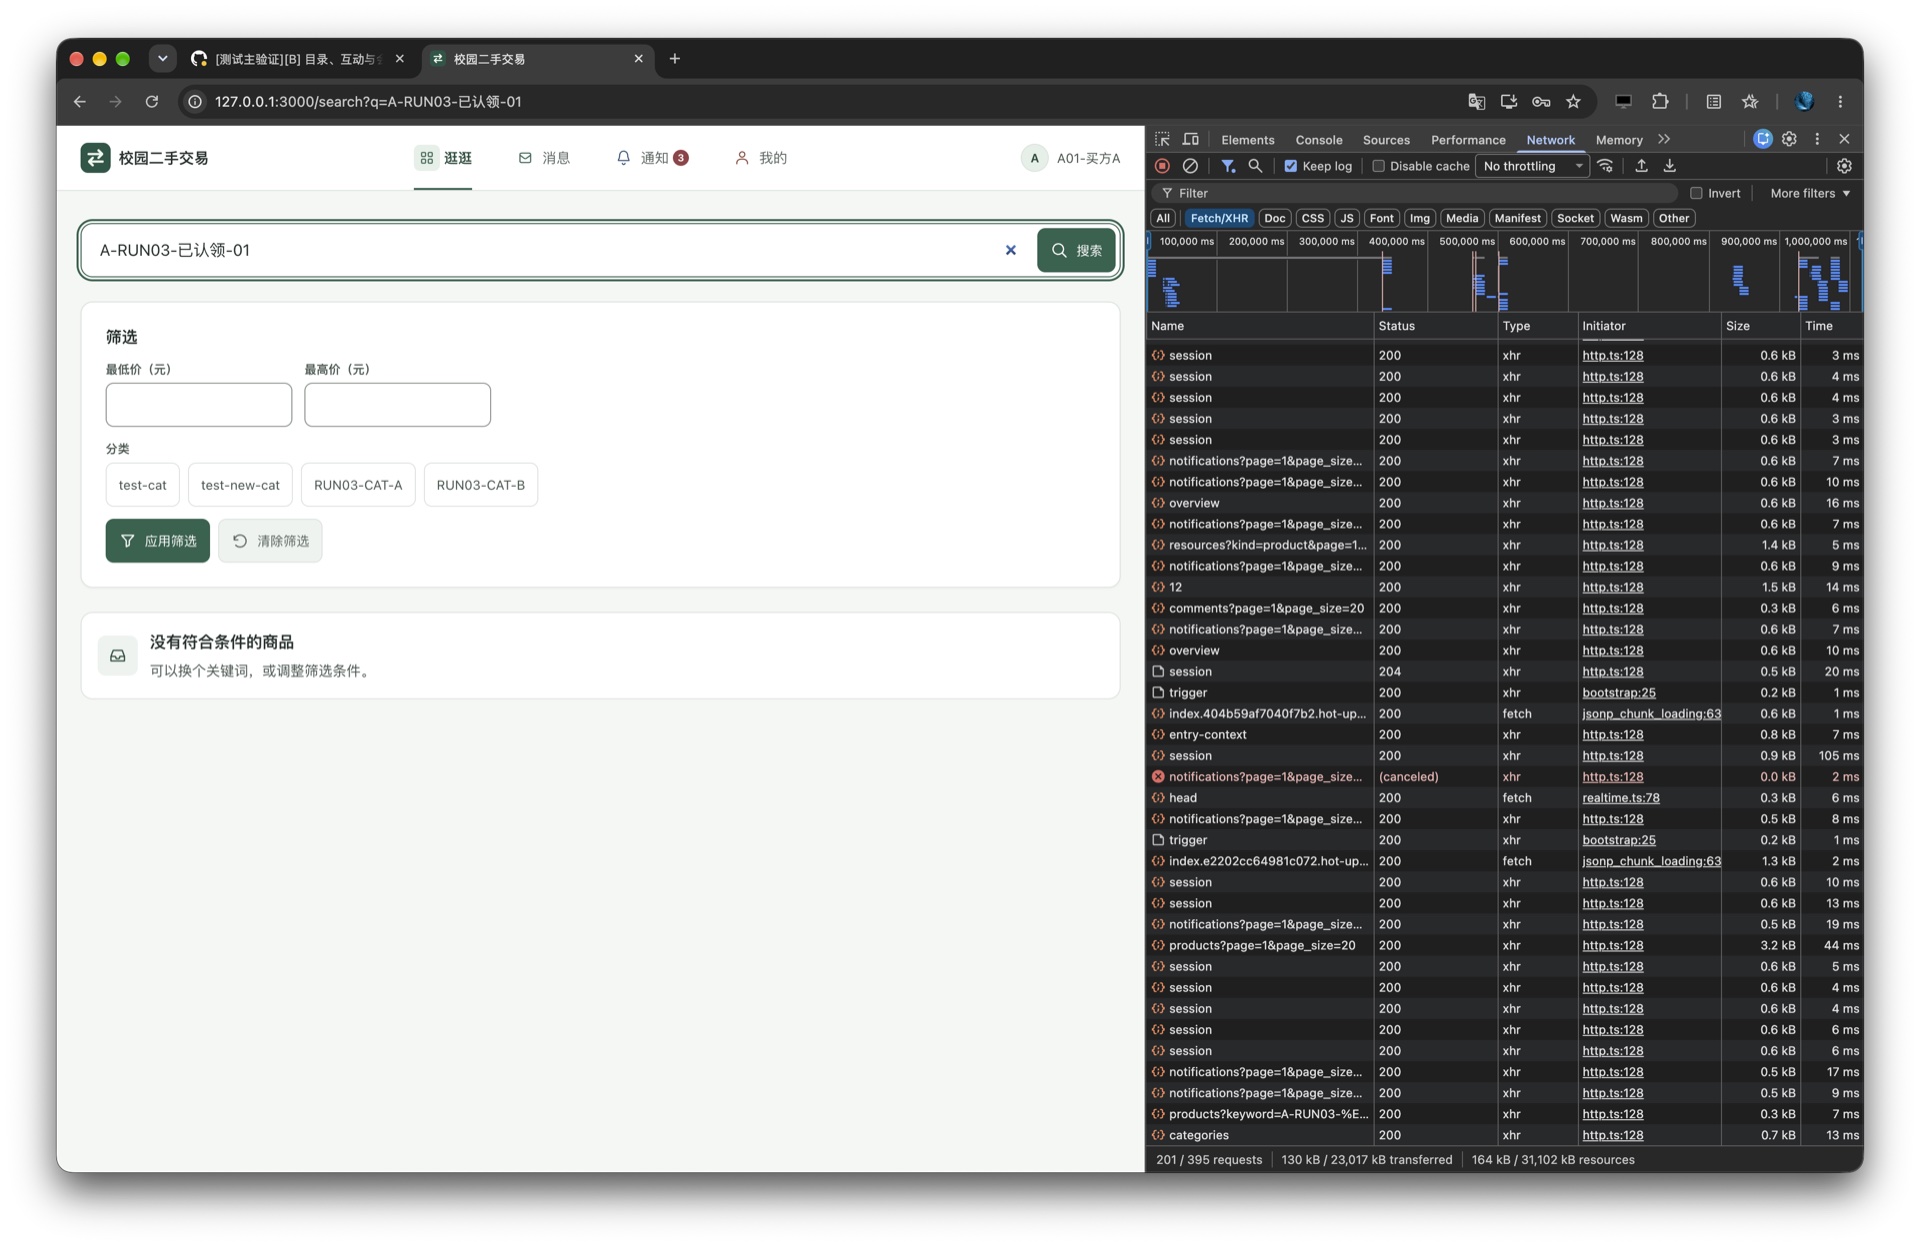 [测试主验证][B] 目录、互动与
校园二手交易
127.0.0.1:3000/search?q=A-RUN03-已认领-01
校园二手交易
逛逛
消息
通知 3
我的
A A01-买方A
A-RUN03-已认领-01
搜索
筛选
最低价（元） 最高价（元）
分类
test-cat test-new-cat RUN03-CAT-A RUN03-CAT-B
应用筛选 清除筛选
没有符合条件的商品
可以换个关键词，或调整筛选条件。
Elements Console Sources Performance Network Memory
Keep log Disable cache No throttling
Filter Invert More filters
All Fetch/XHR Doc CSS JS Font Img Media Manifest Socket Wasm Other
100,000 ms 200,000 ms 300,000 ms 400,000 ms 500,000 ms 600,000 ms 700,000 ms 800,000 ms 900,000 ms 1,000,000 ms
Name Status Type Initiator Size Time
session 200 xhr http.ts:128 0.6 kB 3 ms
session 200 xhr http.ts:128 0.6 kB 4 ms
session 200 xhr http.ts:128 0.6 kB 4 ms
session 200 xhr http.ts:128 0.6 kB 3 ms
session 200 xhr http.ts:128 0.6 kB 3 ms
notifications?page=1&page_size... 200 xhr http.ts:128 0.6 kB 7 ms
notifications?page=1&page_size... 200 xhr http.ts:128 0.6 kB 10 ms
overview 200 xhr http.ts:128 0.6 kB 16 ms
notifications?page=1&page_size... 200 xhr http.ts:128 0.6 kB 7 ms
resources?kind=product&page=1... 200 xhr http.ts:128 1.4 kB 5 ms
notifications?page=1&page_size... 200 xhr http.ts:128 0.6 kB 9 ms
12 200 xhr http.ts:128 1.5 kB 14 ms
comments?page=1&page_size=20 200 xhr http.ts:128 0.3 kB 6 ms
notifications?page=1&page_size... 200 xhr http.ts:128 0.6 kB 7 ms
overview 200 xhr http.ts:128 0.6 kB 10 ms
session 204 xhr http.ts:128 0.5 kB 20 ms
trigger 200 xhr bootstrap:25 0.2 kB 1 ms
index.404b59af7040f7b2.hot-up... 200 fetch jsonp_chunk_loading:63 0.6 kB 1 ms
entry-context 200 xhr http.ts:128 0.8 kB 7 ms
session 200 xhr http.ts:128 0.9 kB 105 ms
notifications?page=1&page_size... (canceled) xhr http.ts:128 0.0 kB 2 ms
head 200 fetch realtime.ts:78 0.3 kB 6 ms
notifications?page=1&page_size... 200 xhr http.ts:128 0.5 kB 8 ms
trigger 200 xhr bootstrap:25 0.2 kB 1 ms
index.e2202cc64981c072.hot-up... 200 fetch jsonp_chunk_loading:63 1.3 kB 2 ms
session 200 xhr http.ts:128 0.6 kB 10 ms
session 200 xhr http.ts:128 0.6 kB 13 ms
notifications?page=1&page_size... 200 xhr http.ts:128 0.5 kB 19 ms
products?page=1&page_size=20 200 xhr http.ts:128 3.2 kB 44 ms
session 200 xhr http.ts:128 0.6 kB 5 ms
session 200 xhr http.ts:128 0.6 kB 4 ms
session 200 xhr http.ts:128 0.6 kB 4 ms
session 200 xhr http.ts:128 0.6 kB 6 ms
session 200 xhr http.ts:128 0.6 kB 6 ms
notifications?page=1&page_size... 200 xhr http.ts:128 0.5 kB 17 ms
notifications?page=1&page_size... 200 xhr http.ts:128 0.5 kB 9 ms
products?keyword=A-RUN03-%E... 200 xhr http.ts:128 0.3 kB 7 ms
categories 200 xhr http.ts:128 0.7 kB 13 ms
201 / 395 requests 130 kB / 23,017 kB transferred 164 kB / 31,102 kB resources